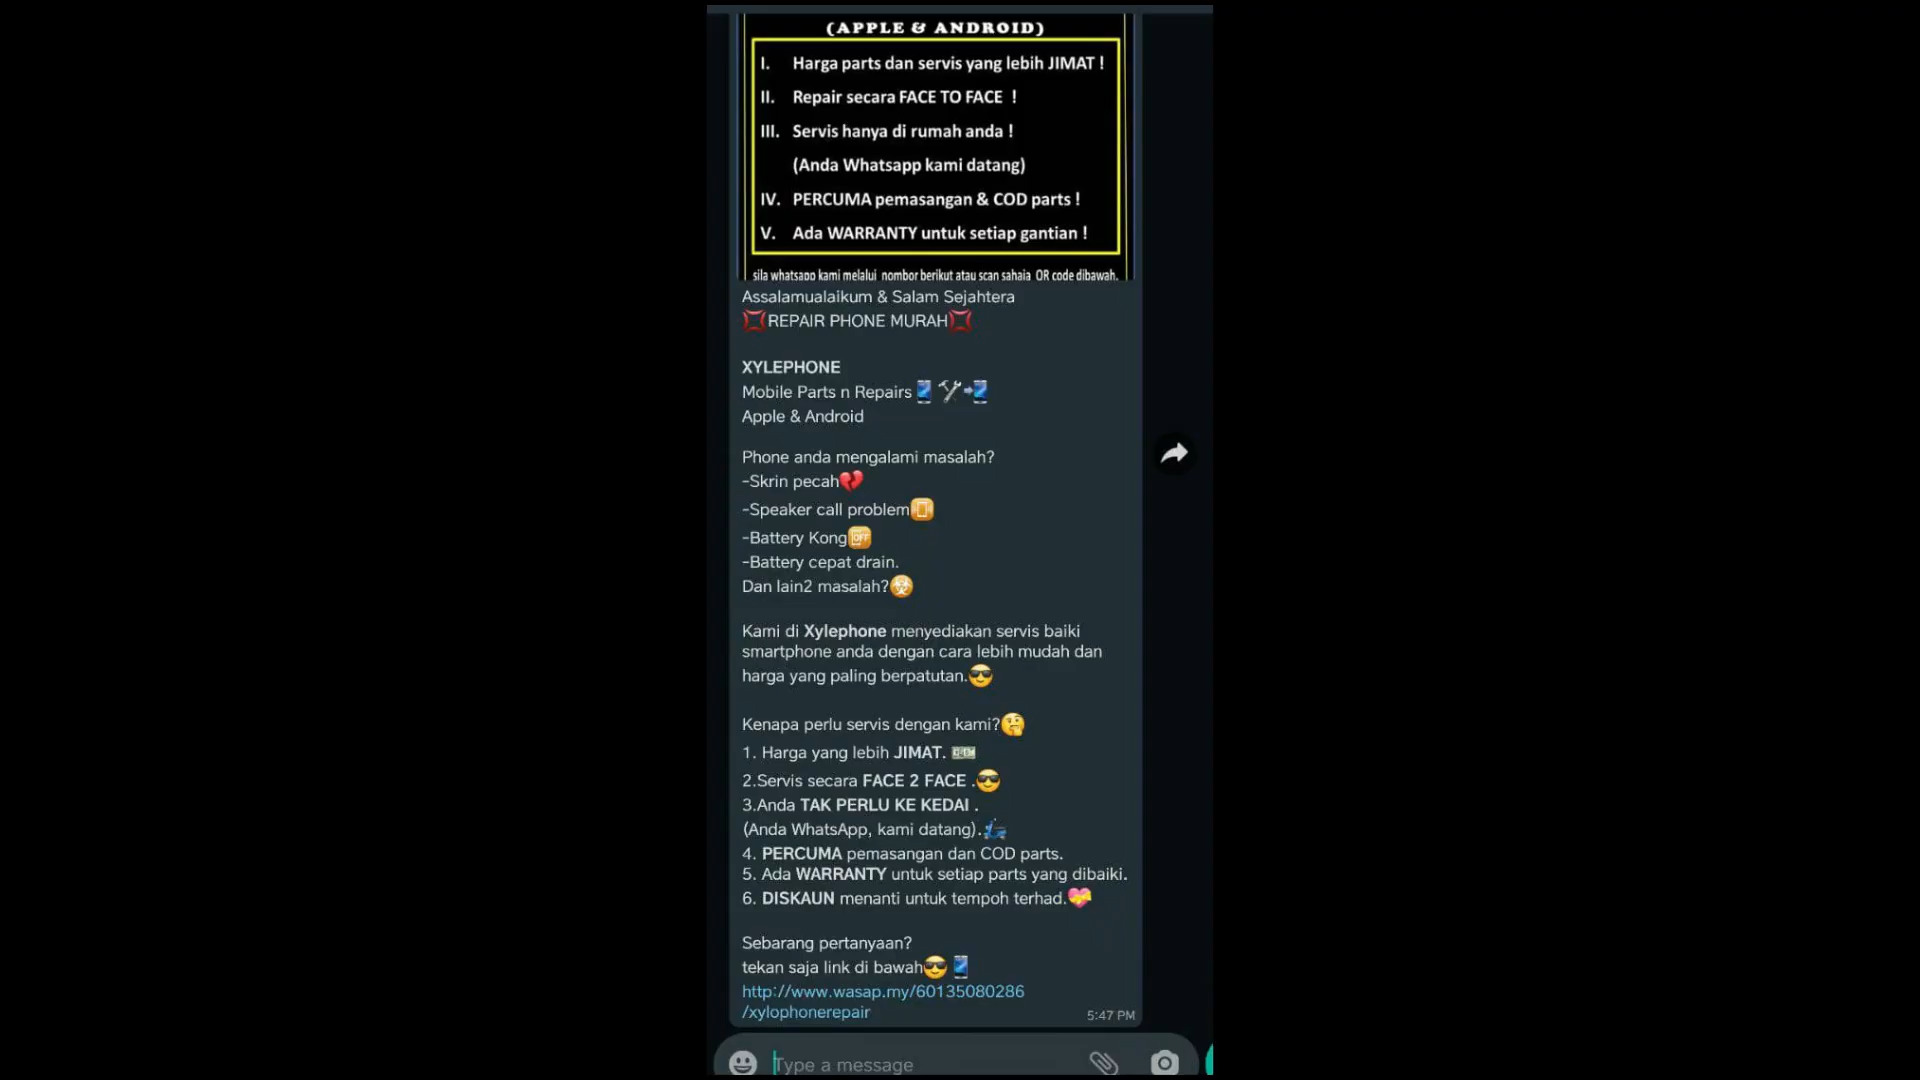 (APPLE & ANDROID)
I. Harga parts dan servis yang lebih JIMAT !
II. Repair secara FACE TO FACE !
III. Servis hanya di rumah anda !
(Anda Whatsapp kami datang)
IV. PERCUMA pemasangan & COD parts !
V. Ada WARRANTY untuk setiap gantian !
sila whatsapp kami melalui nombor berikut atau scan sahaja QR code dibawah.
Assalamualaikum & Salam Sejahtera
💢REPAIR PHONE MURAH💢
XYLEPHONE
Mobile Parts n Repairs📱🛠📲
Apple & Android
Phone anda mengalami masalah?
-Skrin pecah💔
-Speaker call problem📳
-Battery Kong📴
-Battery cepat drain.
Dan lain2 masalah?☣
Kami di Xylephone menyediakan servis baiki
smartphone anda dengan cara lebih mudah dan
harga yang paling berpatutan.😎
Kenapa perlu servis dengan kami?🤔
1. Harga yang lebih JIMAT. 💵
2.Servis secara FACE 2 FACE .😎
3.Anda TAK PERLU KE KEDAI .
(Anda WhatsApp, kami datang).🛵
4. PERCUMA pemasangan dan COD parts.
5. Ada WARRANTY untuk setiap parts yang dibaiki.
6. DISKAUN menanti untuk tempoh terhad.💝
Sebarang pertanyaan?
tekan saja link di bawah😎📱
http://www.wasap.my/60135080286
/xylophonerepair
5:47 PM
Type a message